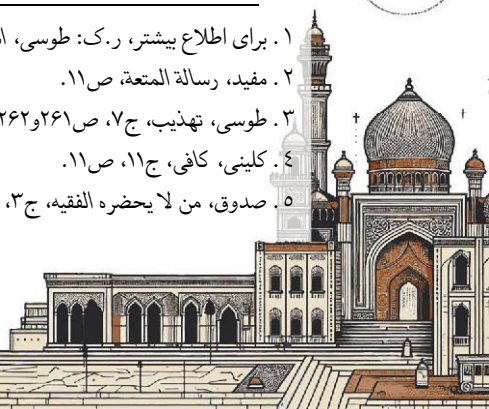 ۱. برای اطلاع بیشتر، ر.ک: طوسی،
۲. مفید، رسالة المتعة، ص۱۱.
۳. طوسی، تهذیب، ج۷، ص۲۶۱و۲۶۲
٤. کلینی، کافی، ج۱۱، ص۱۱.
٥. صدوق، من لا یحضره الفقیه، ج۳،